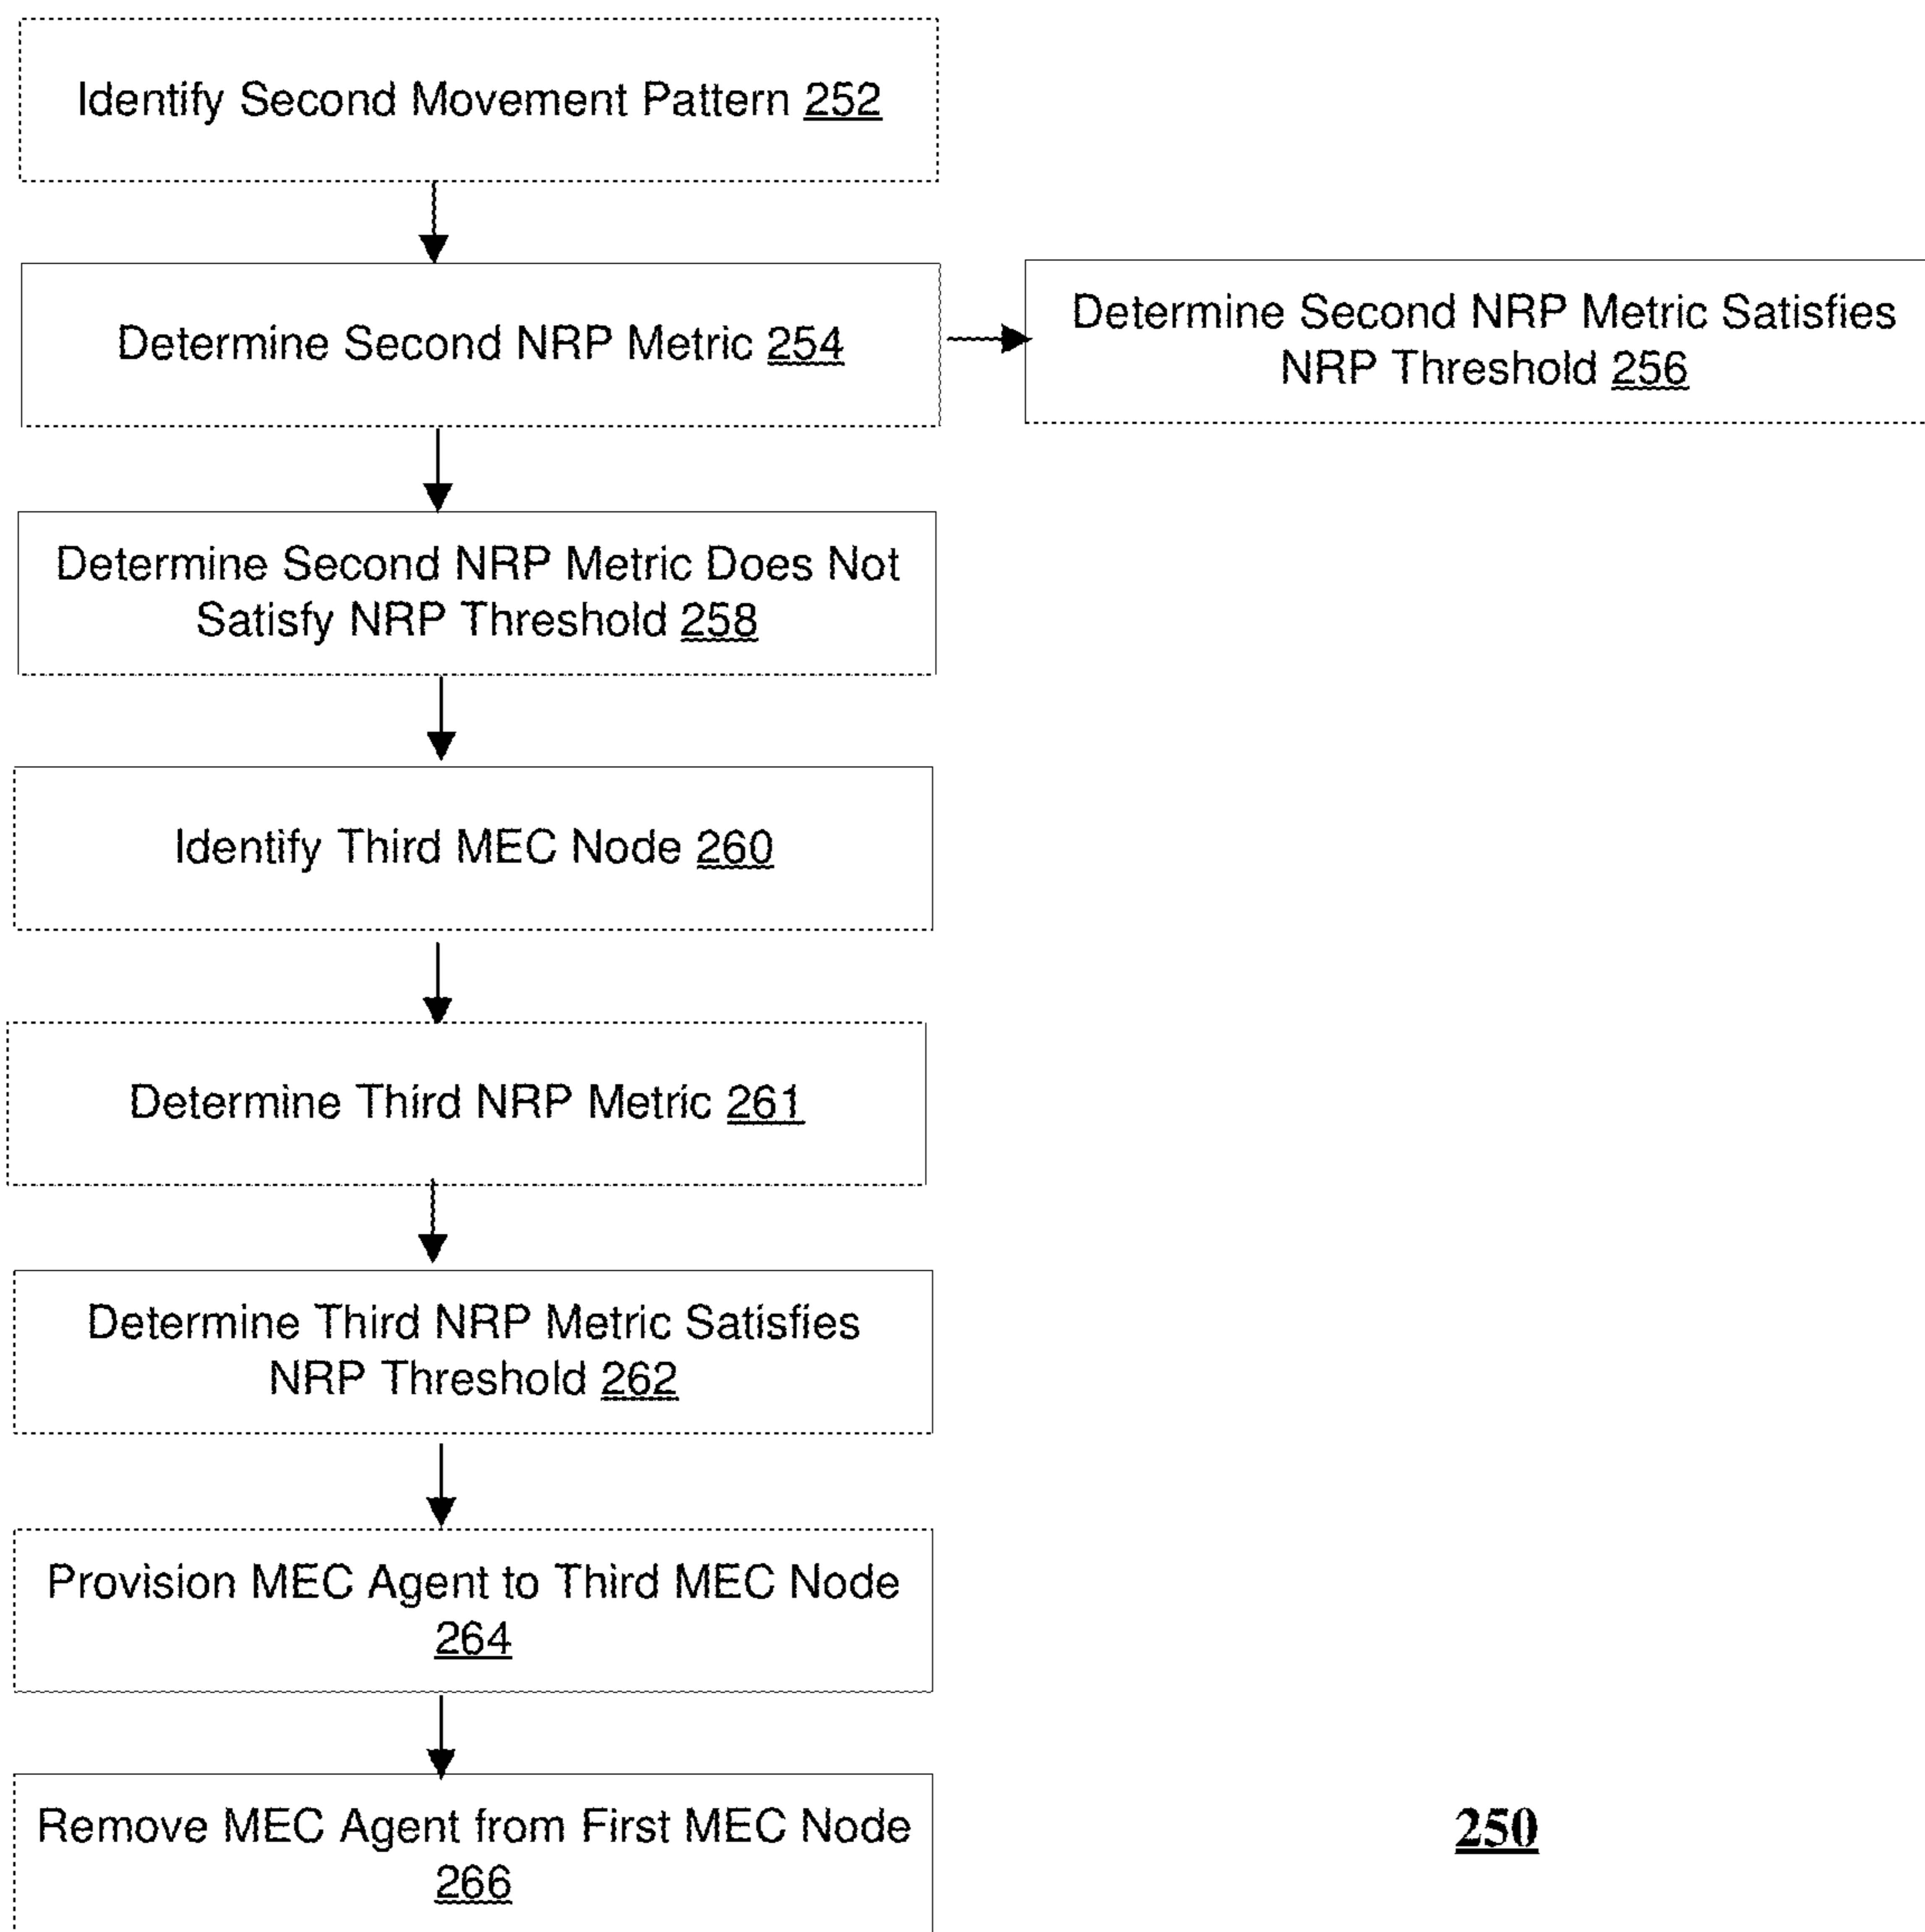 Identify Second Movement Pattern 252
Determine Second NRP Metric 254
Determine Second NRP Metric Satisfies
NRP Threshold 256
Determine Second NRP Metric Does Not
Satisfy NRP Threshold 258
Identify Third MEC Node 260
Determine Third NRP Metric 261
Determine Third NRP Metric Satisfies
NRP Threshold 262
Provision MEC Agent to Third MEC Node
264
Remove MEC Agent from First MEC Node
266
250